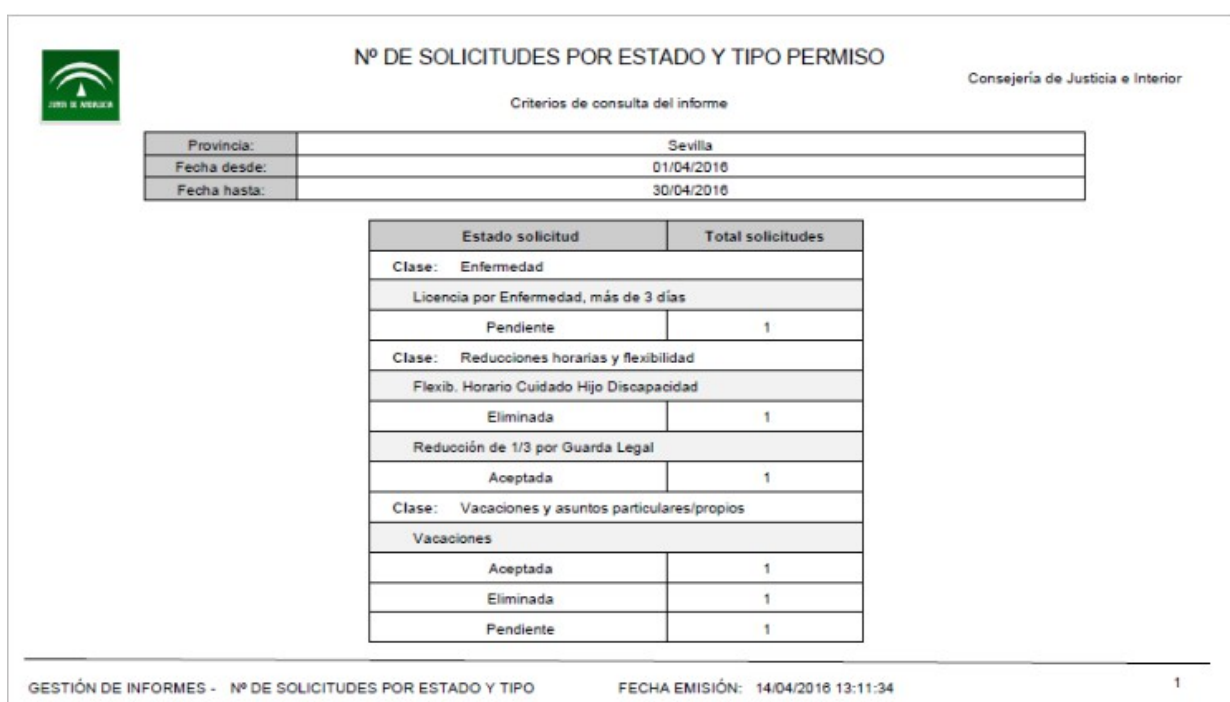 Nº DE SOLICITUDES POR ESTADO Y TIPO PERMISO
Consejería de Justicia e Interior
JUNTA DE ANDALUCIA
Criterios de consulta del informe
Provincia: Sevilla
Fecha desde: 01/04/2016
Fecha hasta: 30/04/2016
Estado solicitud Total solicitudes
Clase: Enfermedad
Licencia por Enfermedad, más de 3 días
Pendiente 1
Clase: Reducciones horarias y flexibilidad
Flexib. Horario Cuidado Hijo Discapacidad
Eliminada 1
Reducción de 1/3 por Guarda Legal
Aceptada 1
Clase: Vacaciones y asuntos particulares/propios
Vacaciones
Aceptada 1
Eliminada 1
Pendiente 1
GESTIÓN DE INFORMES - Nº DE SOLICITUDES POR ESTADO Y TIPO FECHA EMISIÓN: 14/04/2016 13:11:34 1